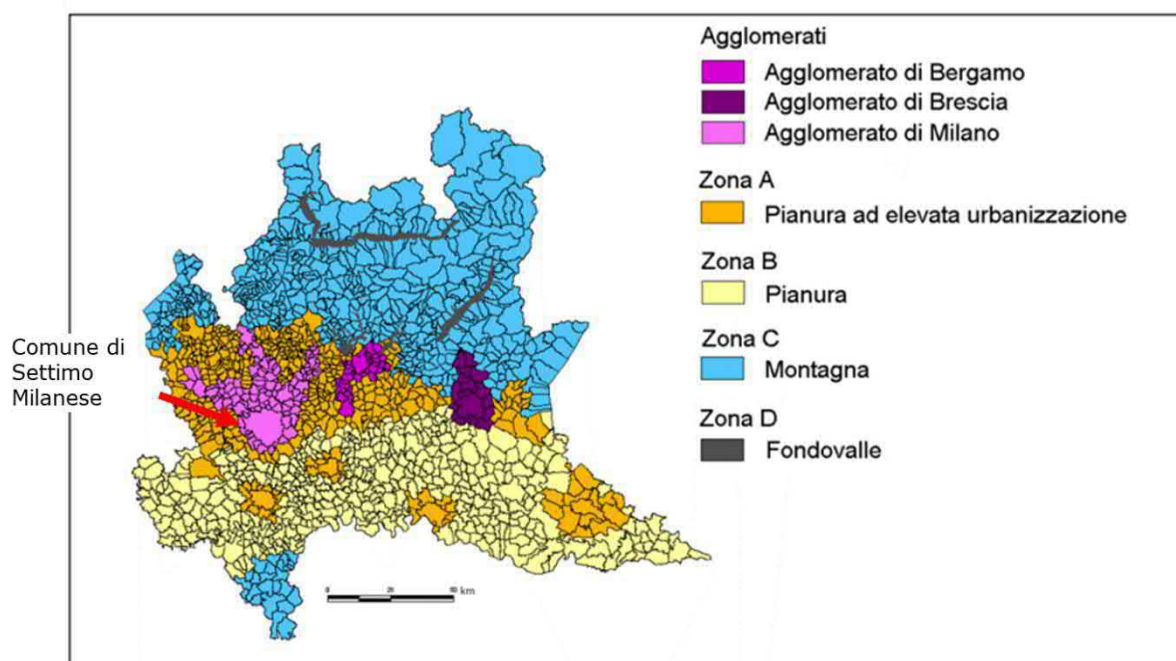 Agglomerati
Agglomerato di Bergamo
Agglomerato di Brescia
Agglomerato di Milano
Zona A
Pianura ad elevata urbanizzazione
Zona B
Pianura
Zona C
Montagna
Zona D
Fondovalle
Comune di
Settimo
Milanese
km